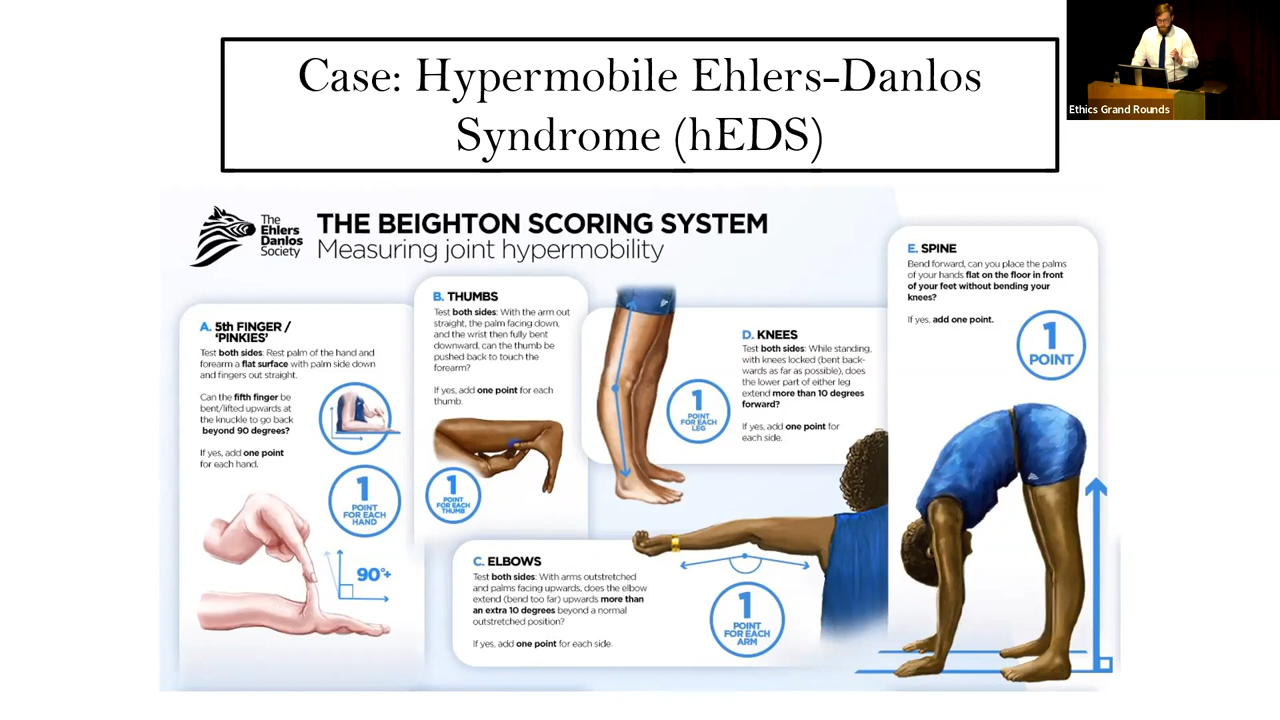 Case: Hypermobile Ehlers-Danlos
Syndrome (hEDS)
Ethics Grand Rounds
The
Ehlers
Danlos
Society
THE BEIGHTON SCORING SYSTEM
Measuring joint hypermobility
A. 5th FINGER /
'PINKIES'
Test both sides: Rest palm of the hand and
forearm a flat surface with palm side down
and fingers out straight.
Can the fifth finger be
bent/lifted upwards at
the knuckle to go back
beyond 90 degrees?
If yes, add one point
for each hand.
1
POINT
FOR EACH
HAND
90°+
B. THUMBS
Test both sides: With the arm out
straight, the palm facing down,
and the wrist then fully bent
downward, can the thumb be
pushed back to touch the
forearm?
If yes, add one point for each
thumb.
1
POINT
FOR EACH
THUMB
C. ELBOWS
Test both sides: With arms outstretched
and palms facing upwards, does the elbow
extend (bend too far) upwards more than
an extra 10 degrees beyond a normal
outstretched position?
If yes, add one point for each side.
1
POINT
FOR EACH
ARM
D. KNEES
Test both sides: While standing,
with knees locked (bent back-
wards as far as possible), does
the lower part of either leg
extend more than 10 degrees
forward?
If yes, add one point for
each side.
1
POINT
FOR EACH
LEG
E. SPINE
Bend forward, can you place the palms
of your hands flat on the floor in front
of your feet without bending your
knees?
If yes, add one point.
1
POINT